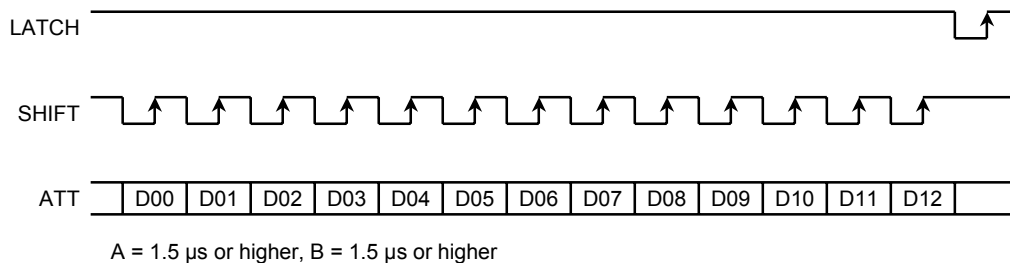 LATCH
SHIFT
ATT D00 D01 D02 D03 D04 D05 D06 D07 D08 D09 D10 D11 D12
A = 1.5 µs or higher, B = 1.5 µs or higher